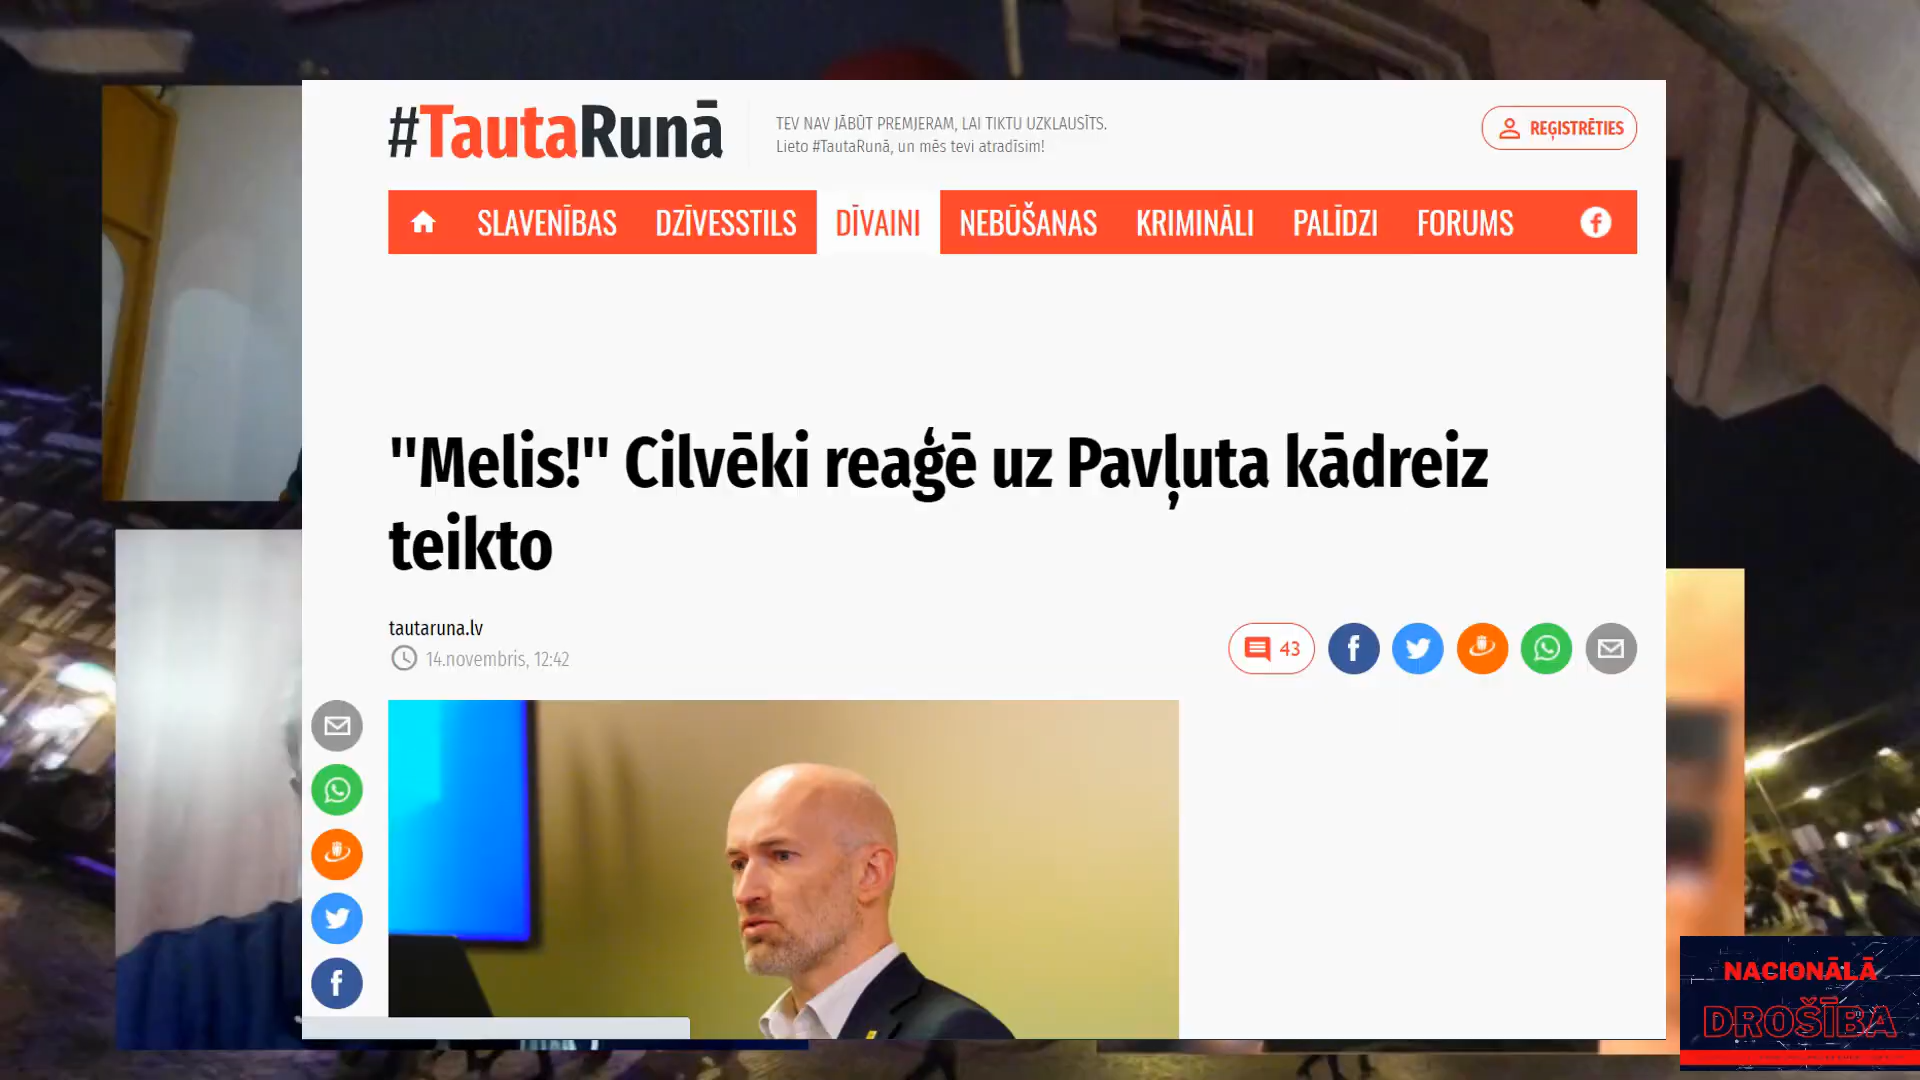 #TautaRunā
TEV NAV JĀBŪT PREMJERAM, LAI TIKTU UZKLAUSĪTS.
Lieto #TautaRunā, un mēs tevi atradīsim!
REĢISTRĒTIES
SLAVENĪBAS DZĪVESSTILS DĪVAINI NEBŪŠANAS KRIMINĀLI PALĪDZI FORUMS
"Melis!" Cilvēki reaģē uz Pavļuta kādreiz
teikto
tautaruna.lv
14.novembris, 12:42
43
NACIONĀLĀ
DROŠĪBA